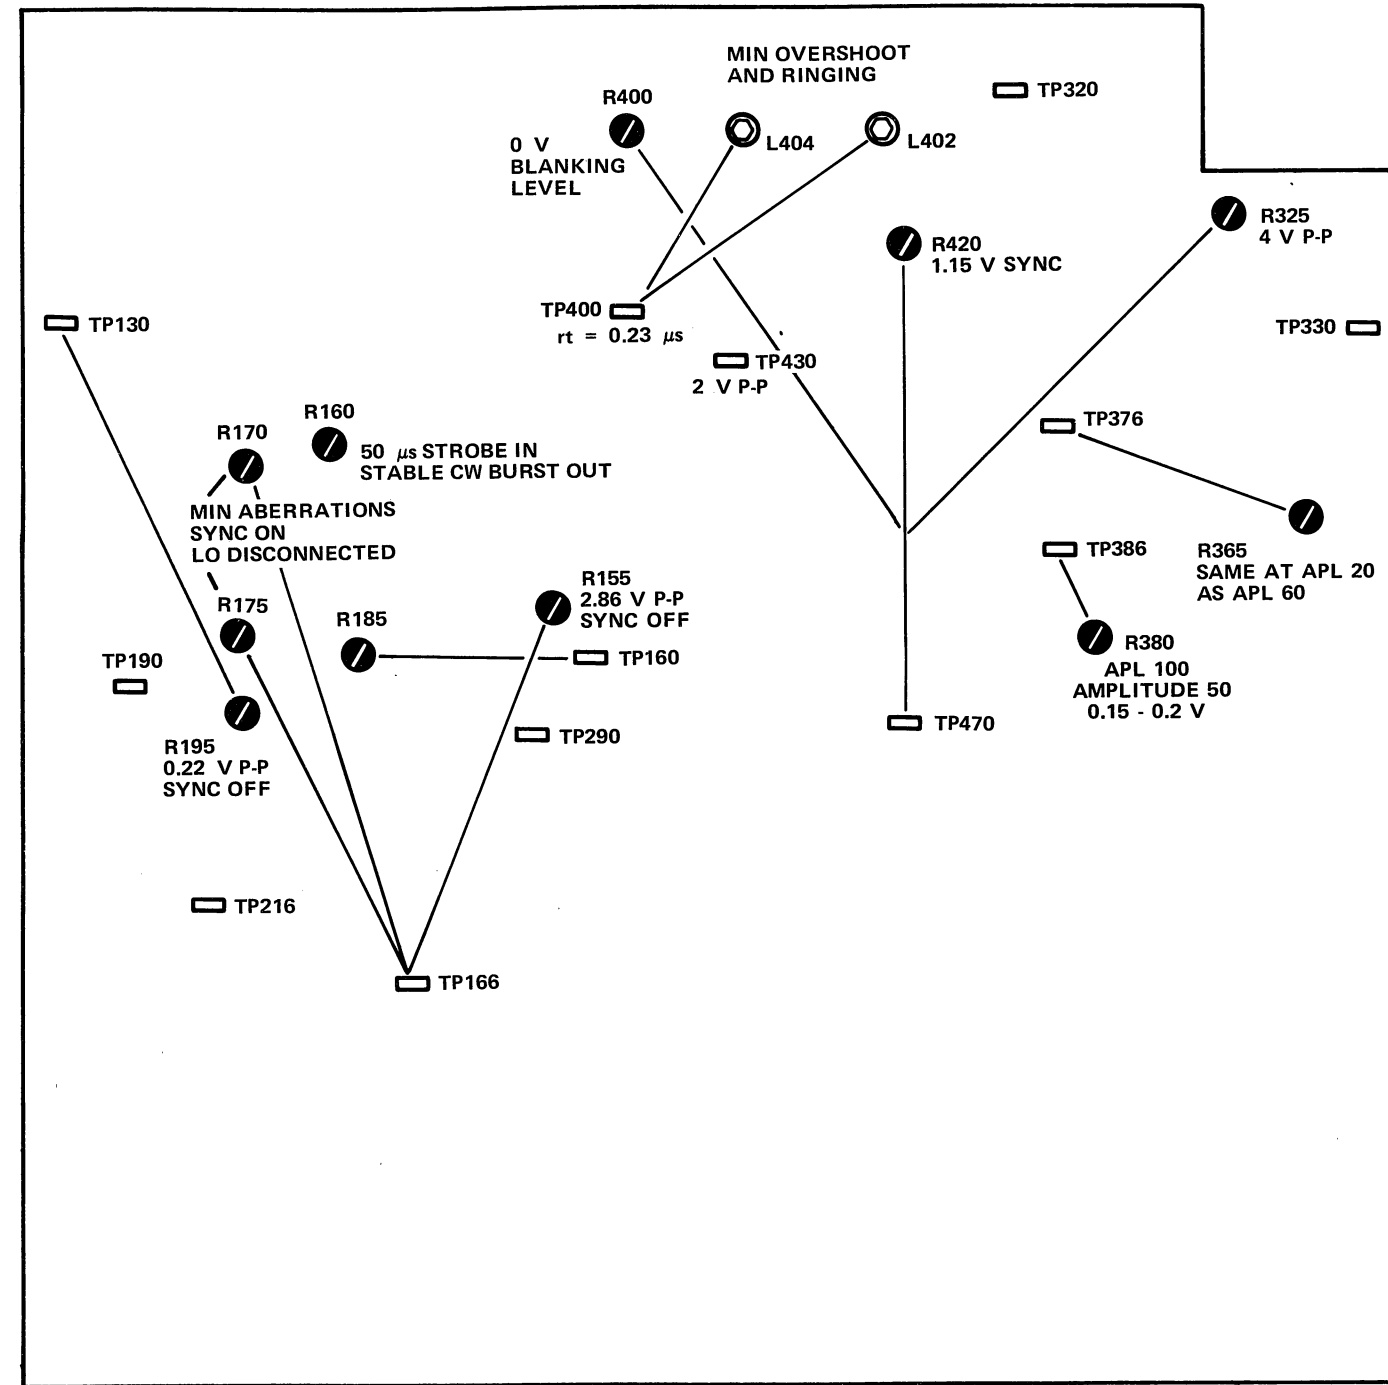 MIN OVERSHOOT
AND RINGING
TP320
R400
L404
L402
0 V
BLANKING
LEVEL
R325
4 V P-P
R420
1.15 V SYNC
TP400
rt = 0.23 μs
TP130
TP330
TP430
2 V P-P
R160
50 μs STROBE IN
STABLE CW BURST OUT
R170
TP376
MIN ABERRATIONS
SYNC ON
LO DISCONNECTED
TP386
R365
SAME AT APL 20
AS APL 60
R155
2.86 V P-P
SYNC OFF
R175
R185
R380
APL 100
AMPLITUDE 50
0.15 - 0.2 V
TP190
TP160
TP470
TP290
R195
0.22 V P-P
SYNC OFF
TP216
TP166